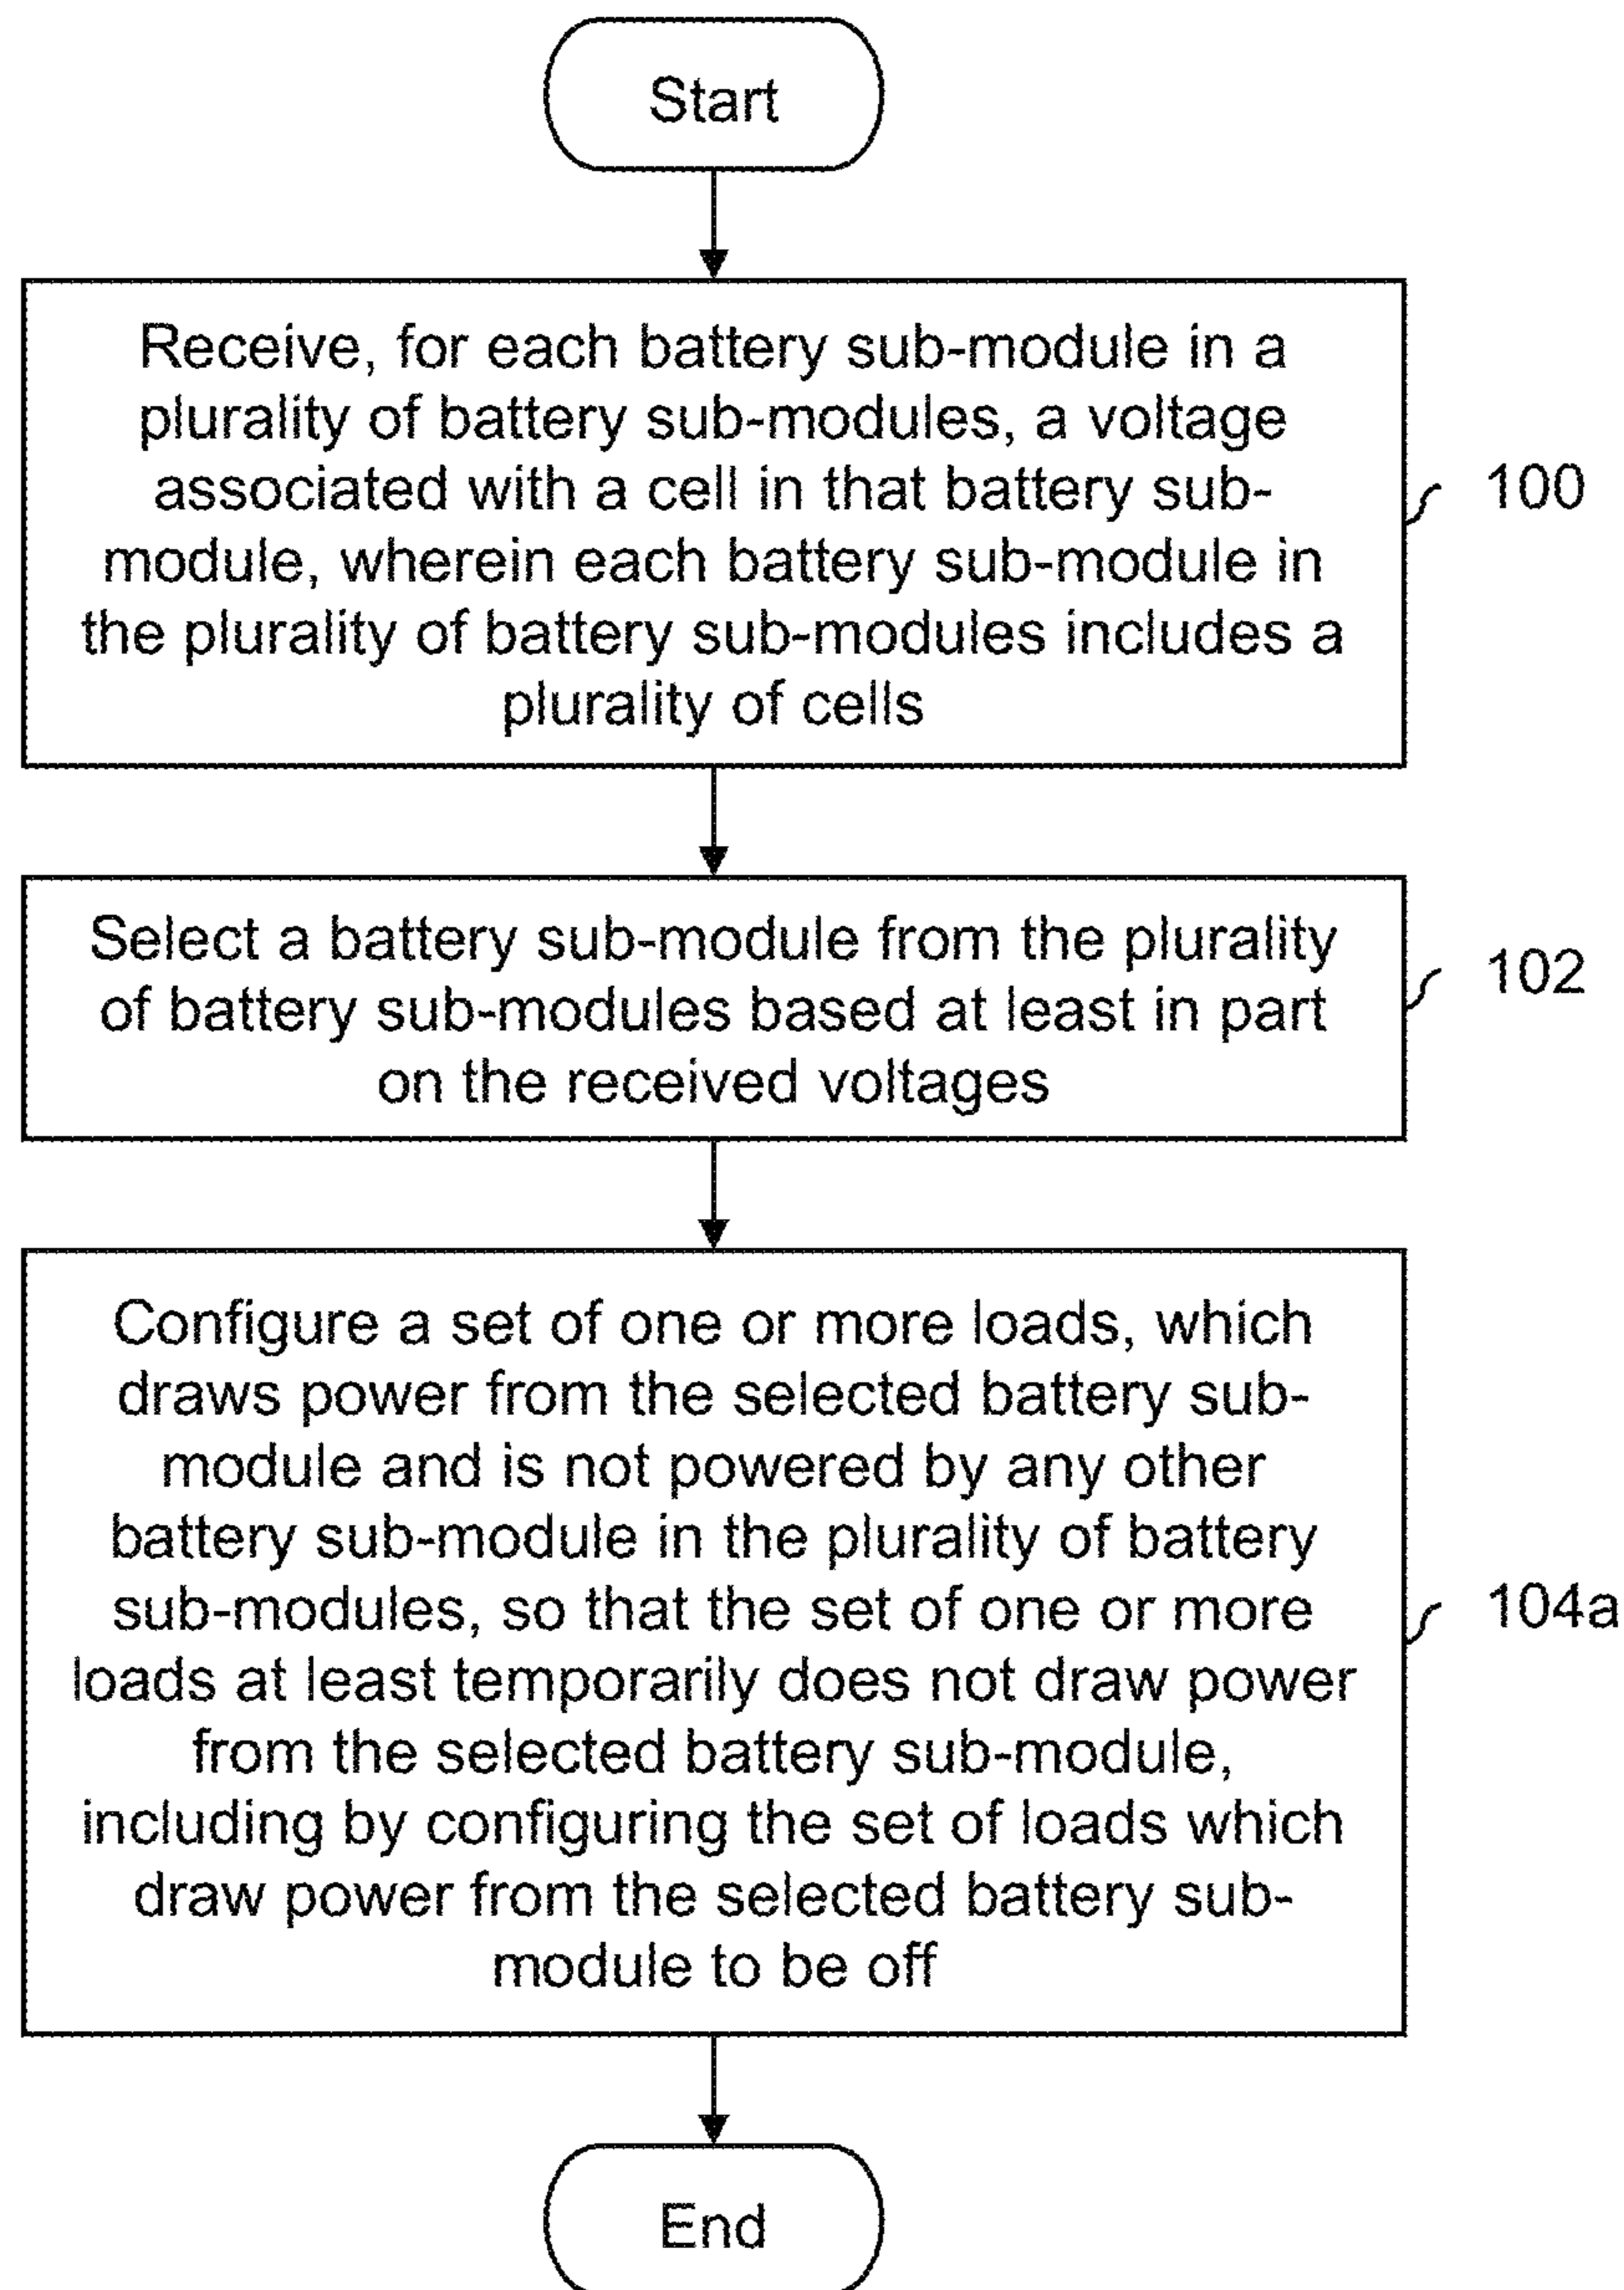 Start
Receive, for each battery sub-module in a
plurality of battery sub-modules, a voltage
associated with a cell in that battery sub-
module, wherein each battery sub-module in
the plurality of battery sub-modules includes a
plurality of cells
100
Select a battery sub-module from the plurality
of battery sub-modules based at least in part
on the received voltages
102
Configure a set of one or more loads, which
draws power from the selected battery sub-
module and is not powered by any other
battery sub-module in the plurality of battery
sub-modules, so that the set of one or more
loads at least temporarily does not draw power
from the selected battery sub-module,
including by configuring the set of loads which
draw power from the selected battery sub-
module to be off
104a
End